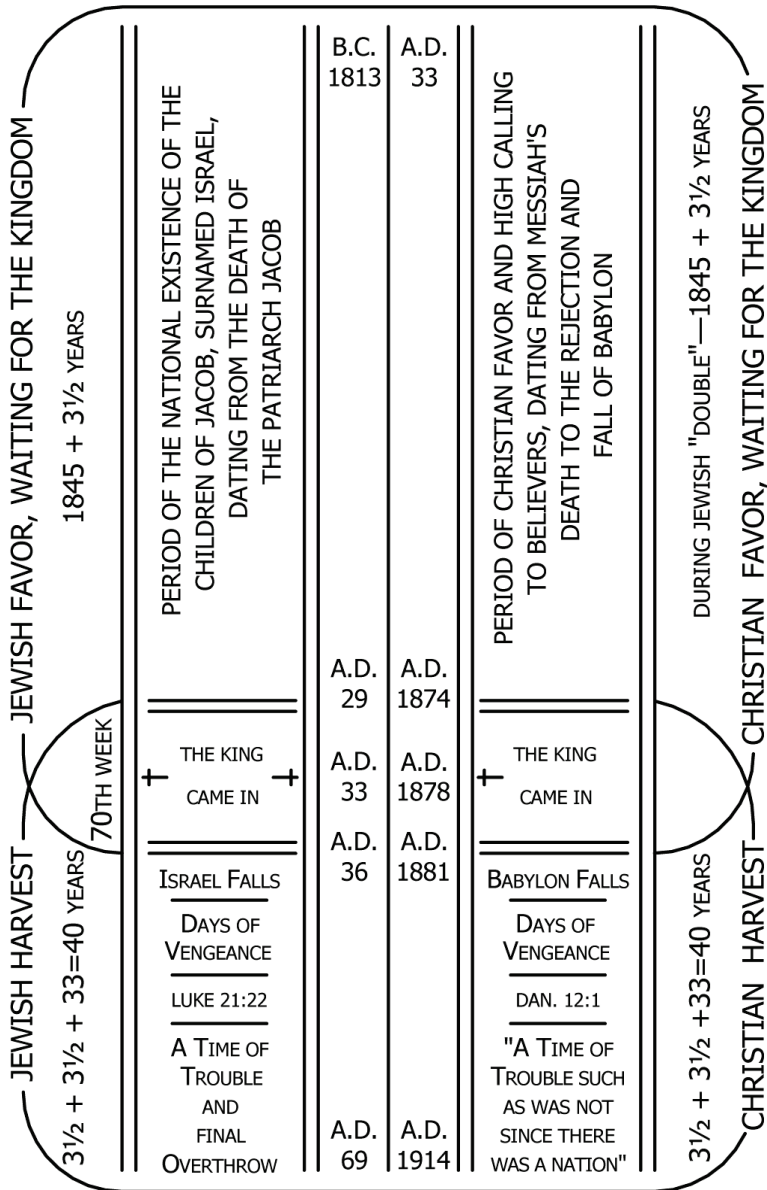 JEWISH FAVOR, WAITING FOR THE KINGDOM
1845 + 3½ YEARS
PERIOD OF THE NATIONAL EXISTENCE OF THE
CHILDREN OF JACOB, SURNAMED ISRAEL,
DATING FROM THE DEATH OF
THE PATRIARCH JACOB
B.C.
1813
A.D.
33
PERIOD OF CHRISTIAN FAVOR AND HIGH CALLING
TO BELIEVERS, DATING FROM MESSIAH'S
DEATH TO THE REJECTION AND
FALL OF BABYLON
DURING JEWISH "DOUBLE"—1845 + 3½ YEARS
CHRISTIAN FAVOR, WAITING FOR THE KINGDOM
A.D.
29
A.D.
1874
70TH WEEK
THE KING
CAME IN
A.D.
33
A.D.
1878
THE KING
CAME IN
A.D.
36
A.D.
1881
JEWISH HARVEST
3½ + 3½ + 33=40 YEARS
ISRAEL FALLS
DAYS OF
VENGEANCE
LUKE 21:22
A TIME OF
TROUBLE
AND
FINAL
OVERTHROW
A.D.
69
A.D.
1914
BABYLON FALLS
DAYS OF
VENGEANCE
DAN. 12:1
"A TIME OF
TROUBLE SUCH
AS WAS NOT
SINCE THERE
WAS A NATION"
3½ + 3½ +33=40 YEARS
CHRISTIAN HARVEST